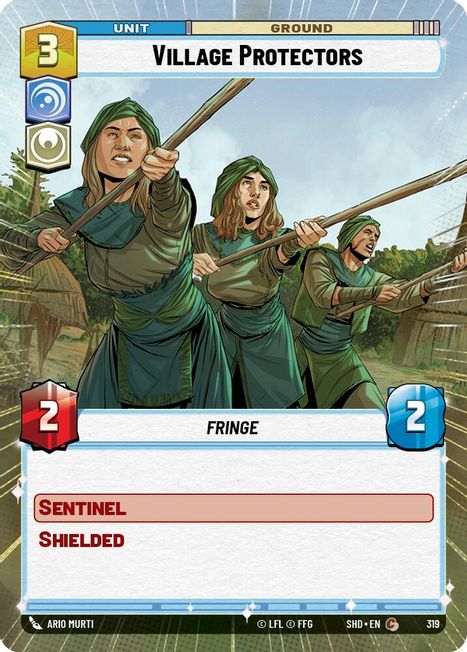 UNIT
GROUND
3
VILLAGE PROTECTORS
2
FRINGE
2
SENTINEL
SHIELDED
ARIO MURTI
© LFL © FFG
SHD • EN
C
319